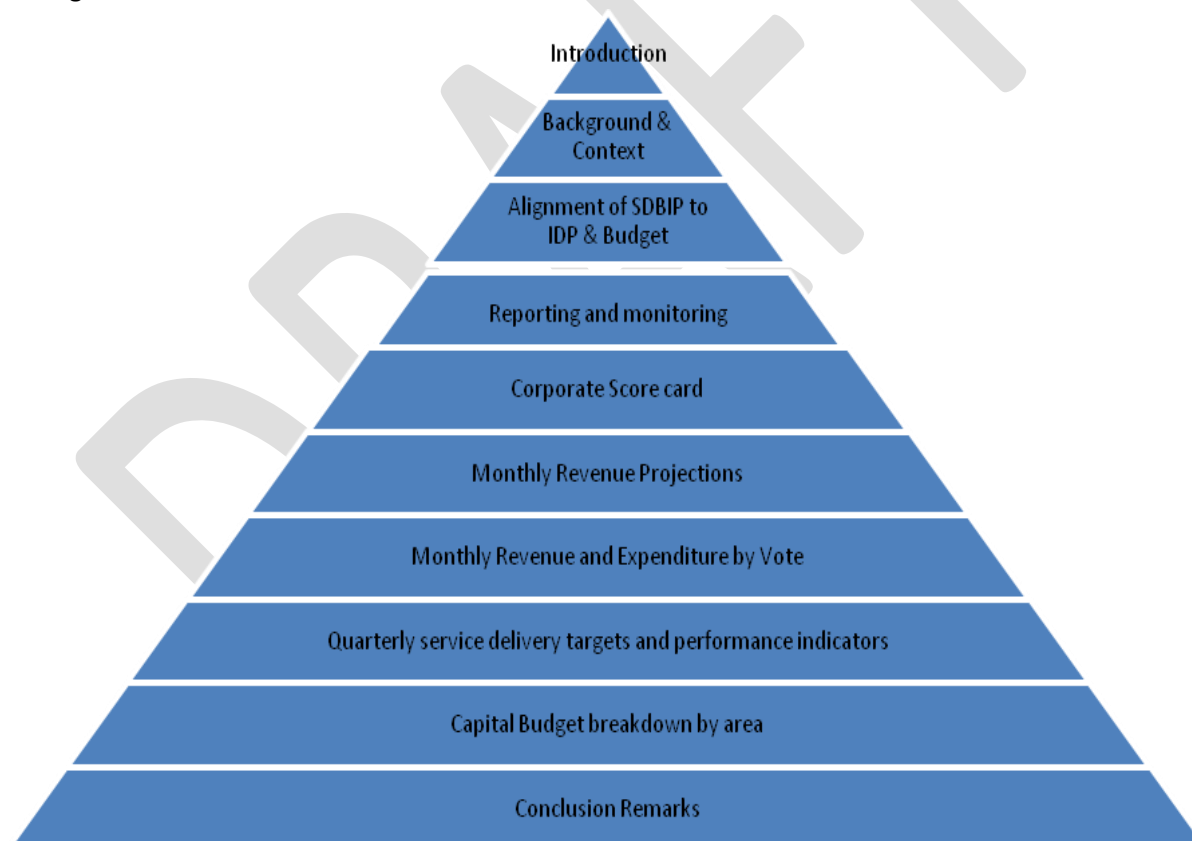 DRAFT
Introduction
Background &
Context
Alignment of SDBIP to
IDP & Budget
Reporting and monitoring
Corporate Score card
Monthly Revenue Projections
Monthly Revenue and Expenditure by Vote
Quarterly service delivery targets and performance indicators
Capital Budget breakdown by area
Conclusion Remarks